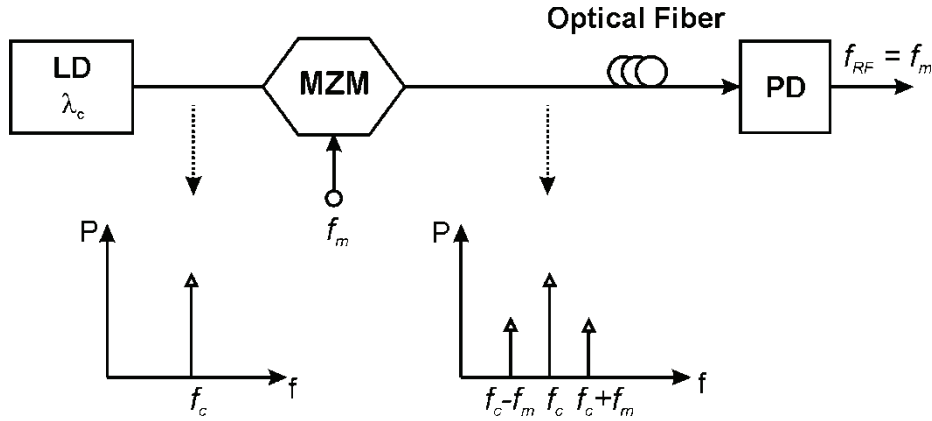 Optical Fiber
LD
λc
MZM
PD
fRF = fm
fm
P
P
fc
f
fc-fm fc fc+fm
f